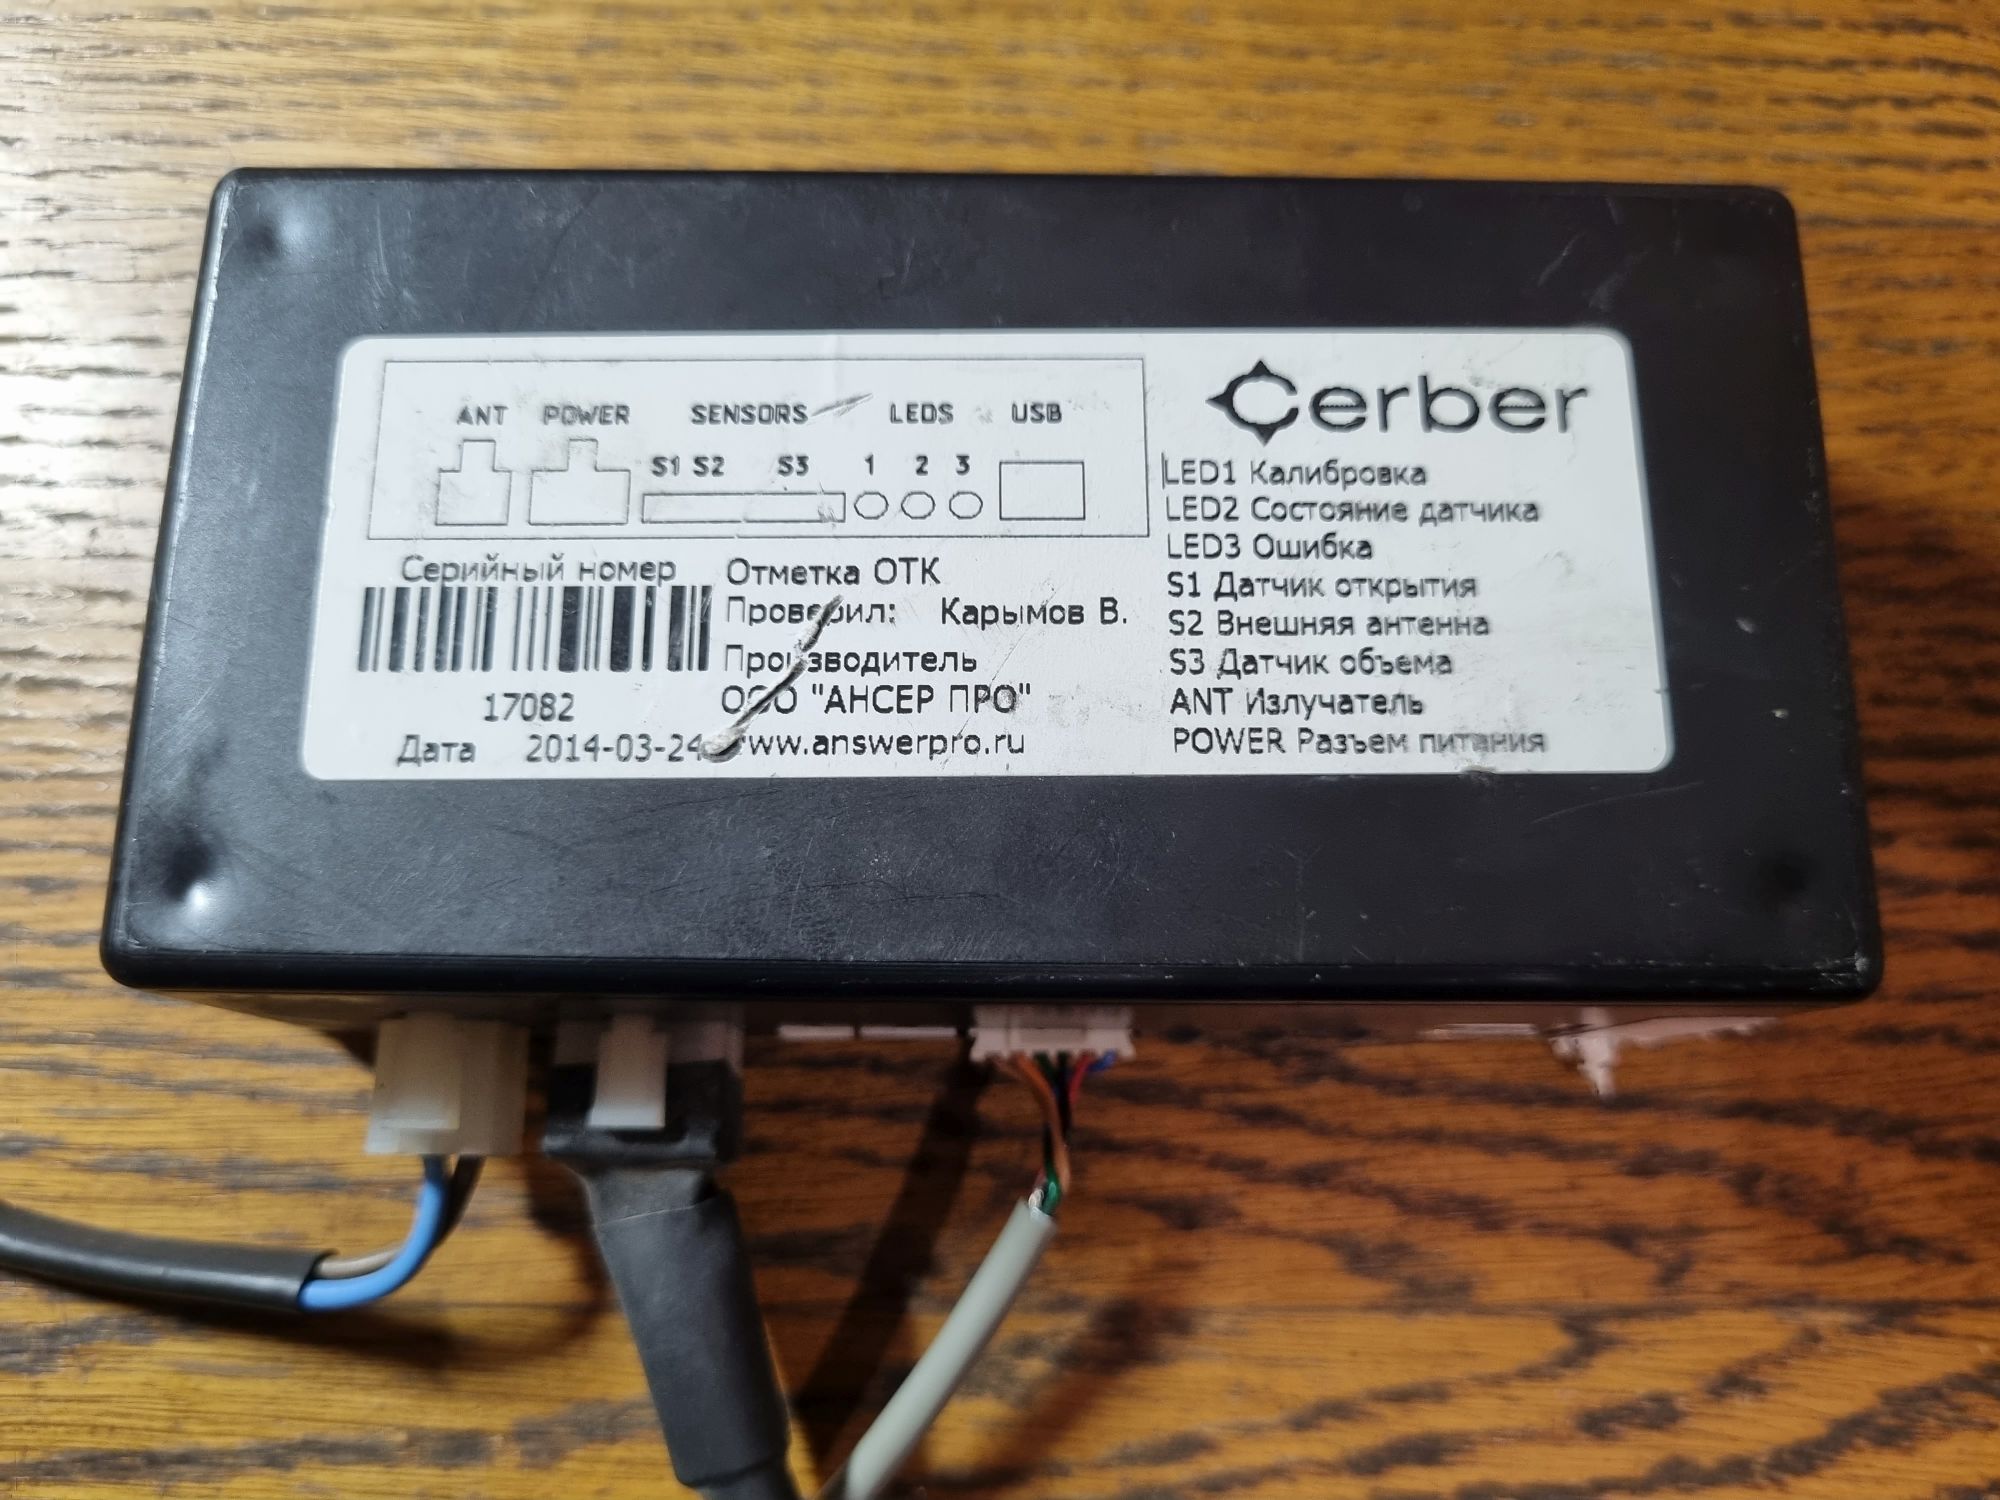 ANT POWER SENSORS LEDS USB
S1 S2 S3 1 2 3
Серийный номер
17082
Дата 2014-03-24
Отметка ОТК
Проверил: Карымов В.
Производитель
ООО "АНСЕР ПРО"
www.answerpro.ru
Cerber
LED1 Калибровка
LED2 Состояние датчика
LED3 Ошибка
S1 Датчик открытия
S2 Внешняя антенна
S3 Датчик объема
ANT Излучатель
POWER Разъем питания